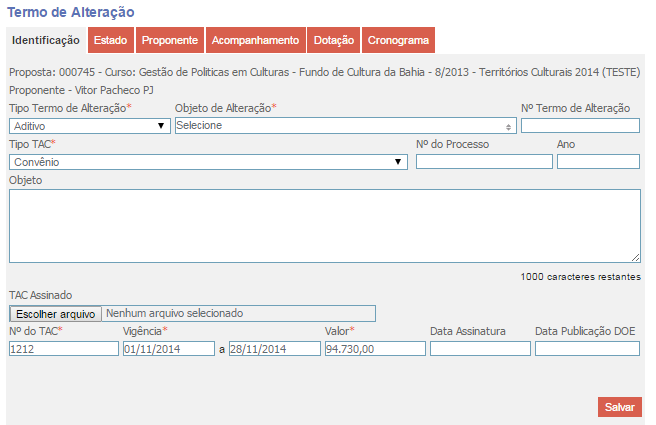 Termo de Alteração
Identificação Estado Proponente Acompanhamento Dotação Cronograma
Proposta: 000745 - Curso: Gestão de Politicas em Culturas - Fundo de Cultura da Bahia - 8/2013 - Territórios Culturais 2014 (TESTE)
Proponente - Vitor Pacheco PJ
Tipo Termo de Alteração* Objeto de Alteração* Nº Termo de Alteração
Aditivo Selecione
Tipo TAC* Nº do Processo Ano
Convênio
Objeto
1000 caracteres restantes
TAC Assinado
Escolher arquivo Nenhum arquivo selecionado
Nº do TAC* Vigência* Valor* Data Assinatura Data Publicação DOE
1212 01/11/2014 a 28/11/2014 94.730,00
Salvar